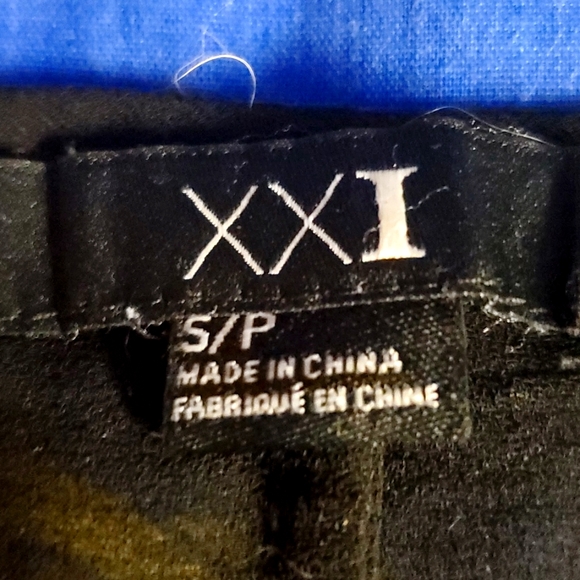 XXI
S/P
MADE IN CHINA
FABRIQUÉ EN CHINE